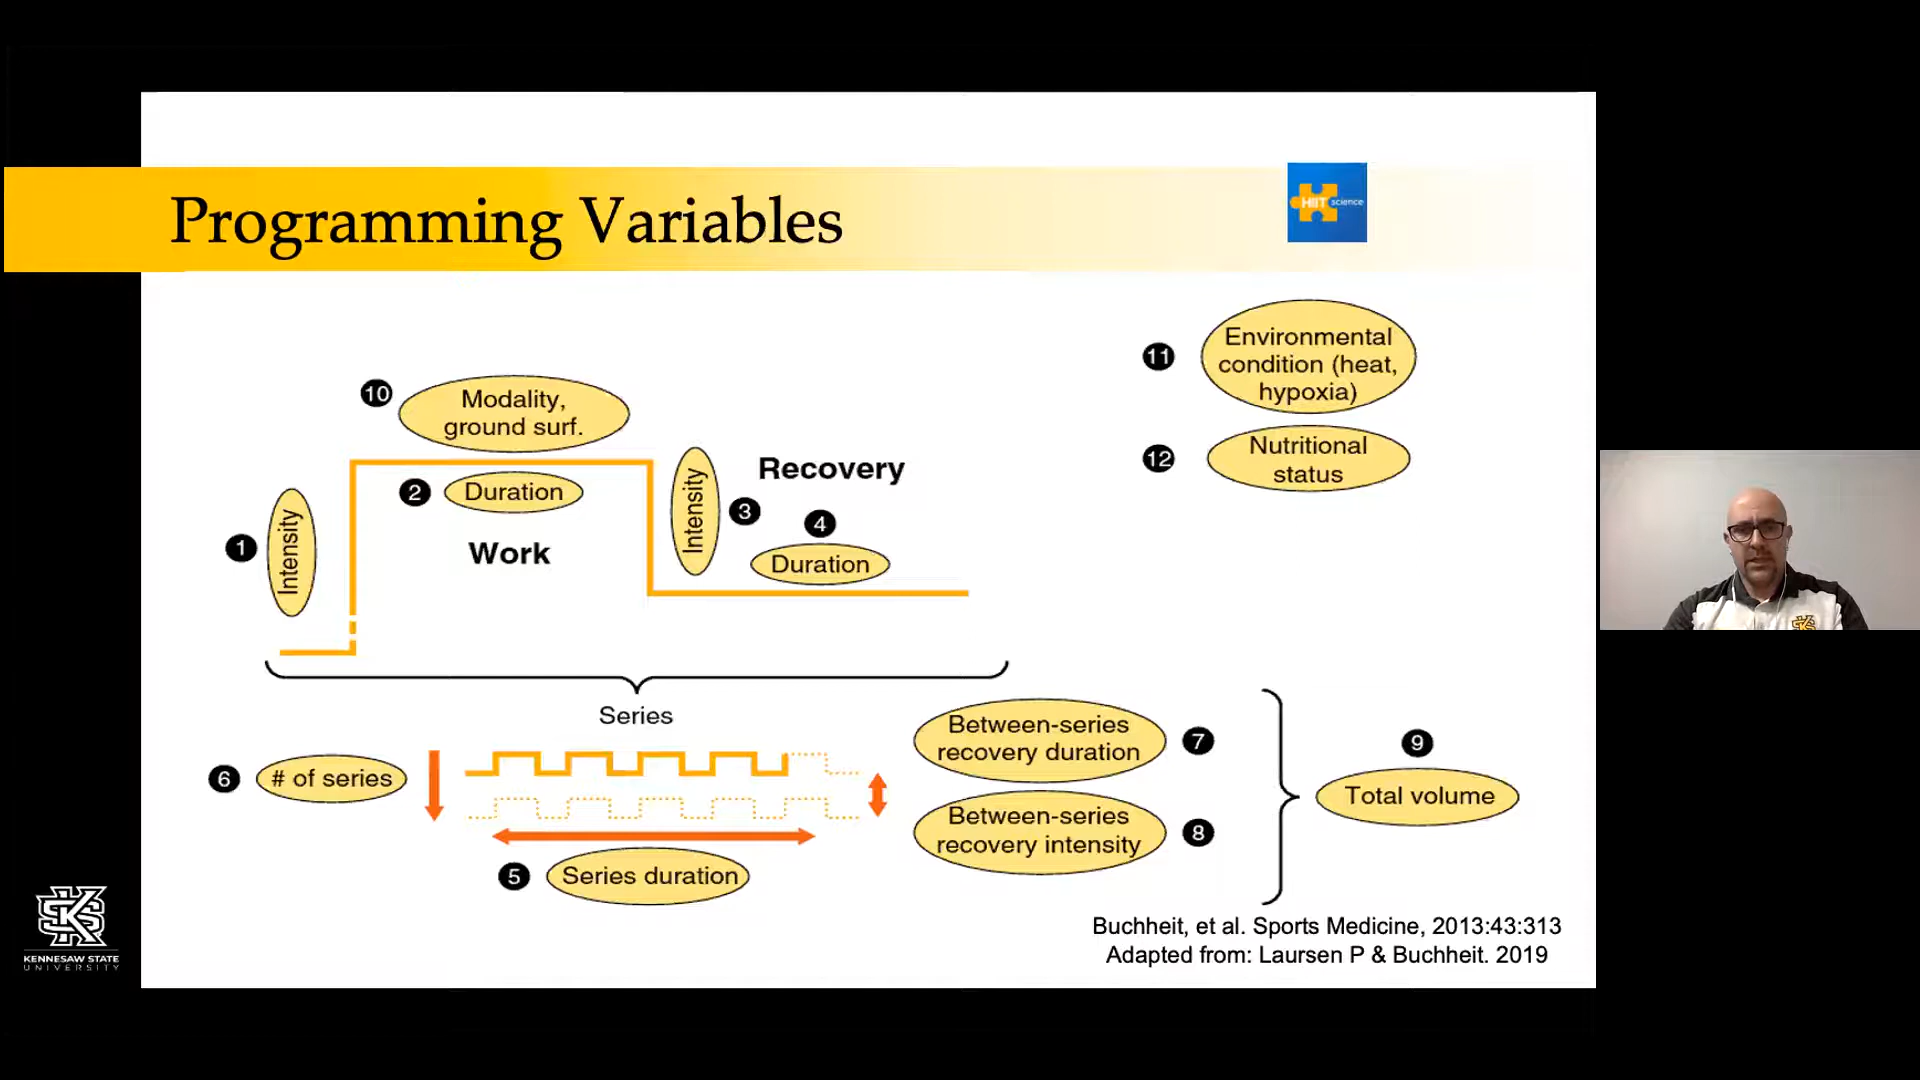 Programming Variables
HIIT science
10
Modality,
ground surf.
2
Duration
Work
1
Intensity
Intensity
3
Recovery
4
Duration
11
Environmental
condition (heat,
hypoxia)
12
Nutritional
status
Series
6
# of series
5
Series duration
Between-series
recovery duration
7
Between-series
recovery intensity
8
9
Total volume
Buchheit, et al. Sports Medicine, 2013:43:313
Adapted from: Laursen P & Buchheit. 2019
KS
KENNESAW STATE
UNIVERSITY
KS